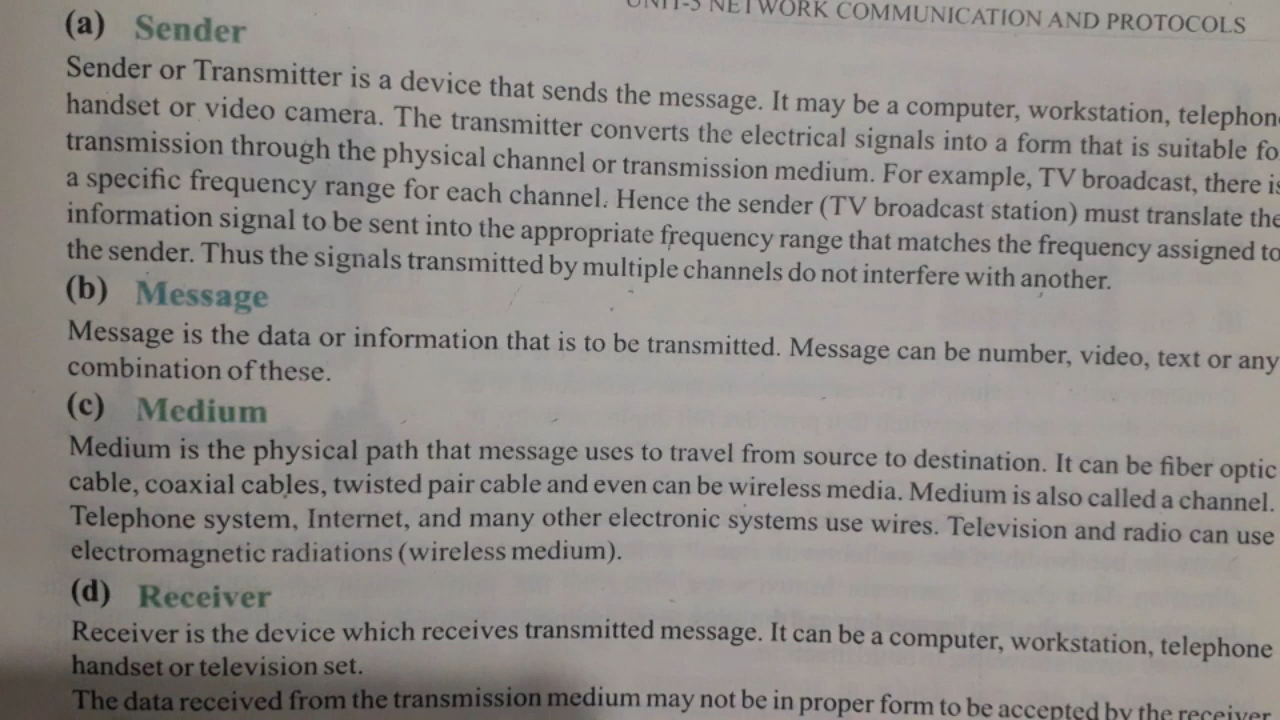 UNIT-5 NETWORK COMMUNICATION AND PROTOCOLS
(a) Sender
Sender or Transmitter is a device that sends the message. It may be a computer, workstation, telephone
handset or video camera. The transmitter converts the electrical signals into a form that is suitable fo
transmission through the physical channel or transmission medium. For example, TV broadcast, there is
a specific frequency range for each channel. Hence the sender (TV broadcast station) must translate the
information signal to be sent into the appropriate frequency range that matches the frequency assigned to
the sender. Thus the signals transmitted by multiple channels do not interfere with another.
(b) Message
Message is the data or information that is to be transmitted. Message can be number, video, text or any
combination of these.
(c) Medium
Medium is the physical path that message uses to travel from source to destination. It can be fiber optic
cable, coaxial cables, twisted pair cable and even can be wireless media. Medium is also called a channel.
Telephone system, Internet, and many other electronic systems use wires. Television and radio can use
electromagnetic radiations (wireless medium).
(d) Receiver
Receiver is the device which receives transmitted message. It can be a computer, workstation, telephone
handset or television set.
The data received from the transmission medium may not be in proper form to be accepted by the receiver